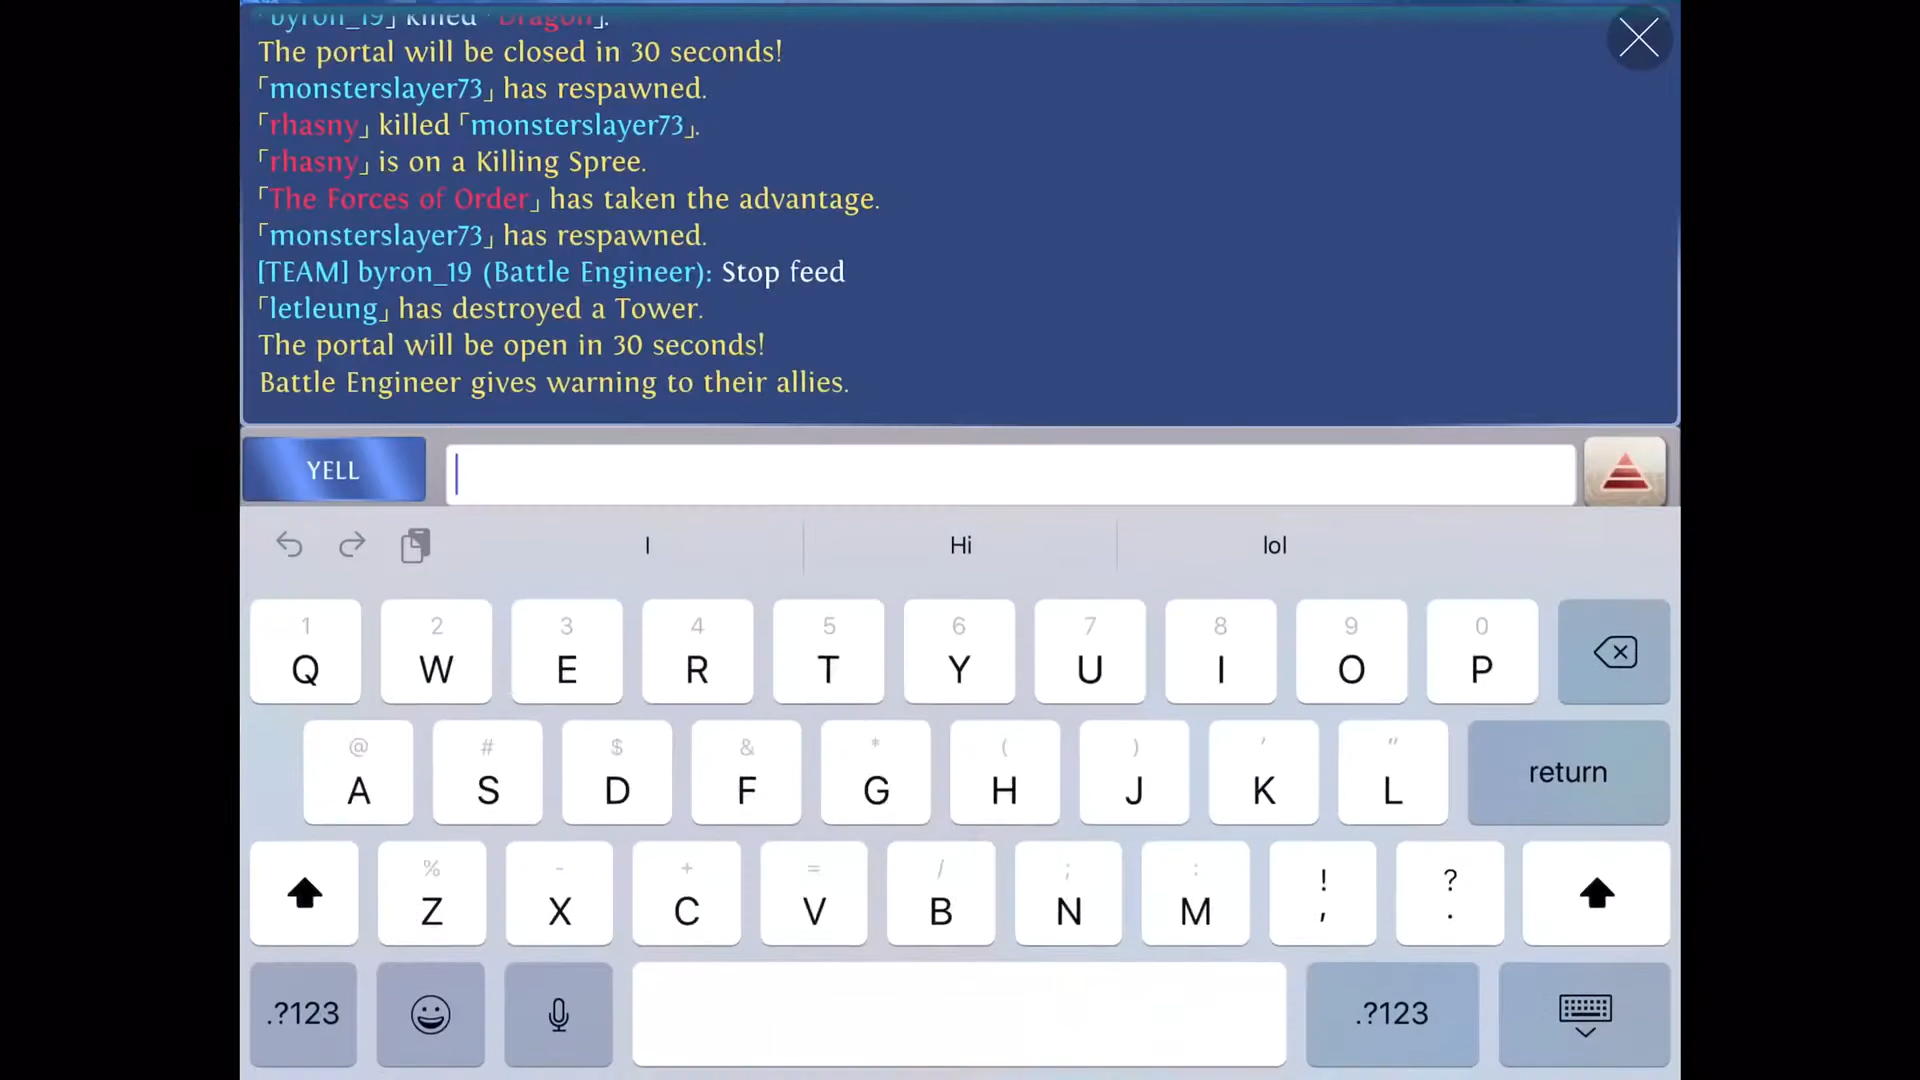 「byron_19」 killed 「Dragon」.
The portal will be closed in 30 seconds!
「monsterslayer73」 has respawned.
「rhasny」 killed 「monsterslayer73」.
「rhasny」 is on a Killing Spree.
「The Forces of Order」 has taken the advantage.
「monsterslayer73」 has respawned.
[TEAM] byron_19 (Battle Engineer): Stop feed
「letleung」 has destroyed a Tower.
The portal will be open in 30 seconds!
Battle Engineer gives warning to their allies.
YELL
I Hi lol
1 2 3 4 5 6 7 8 9 0
Q W E R T Y U I O P
@ # $ & * ( ) ' "
A S D F G H J K L return
% - + = / ; : ! ?
Z X C V B N M , .
.?123 .?123